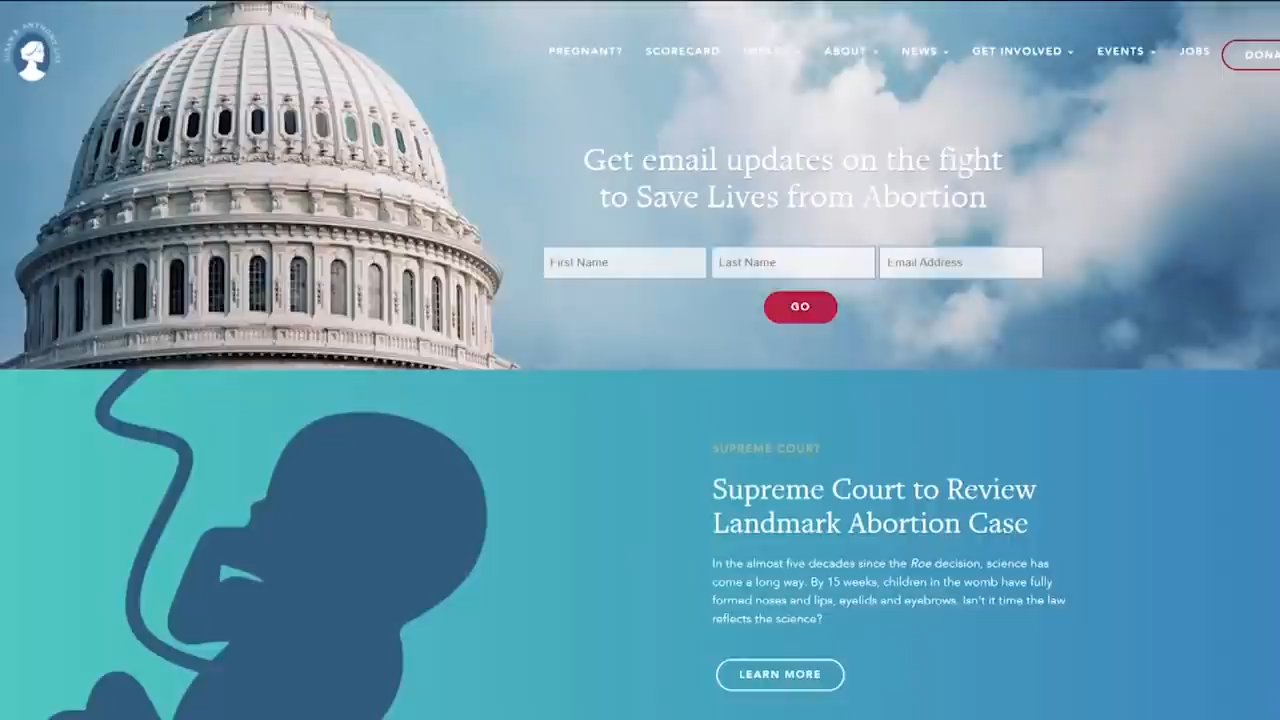 PREGNANT? SCORECARD IMPACT ABOUT NEWS GET INVOLVED EVENTS JOBS DONA
Get email updates on the fight
to Save Lives from Abortion
First Name Last Name Email Address
GO
SUPREME COURT
Supreme Court to Review
Landmark Abortion Case
In the almost five decades since the Roe decision, science has
come a long way. By 15 weeks, children in the womb have fully
formed noses and lips, eyelids and eyebrows. Isn't it time the law
reflects the science?
LEARN MORE